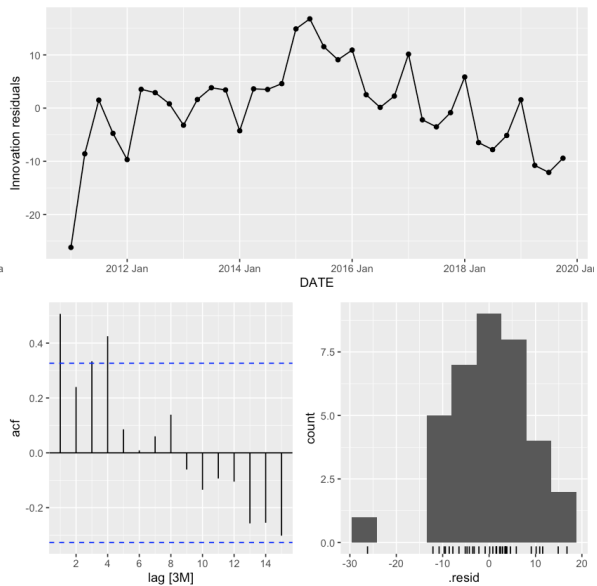 10
0
-10
-20
Innovation residuals
a
2012 Jan
2014 Jan
2016 Jan
2018 Jan
2020 Jan
DATE
0.4
0.2
0.0
-0.2
acf
2
4
6
8
10
12
14
lag [3M]
7.5
5.0
2.5
0.0
count
-30
-20
-10
0
10
20
.resid